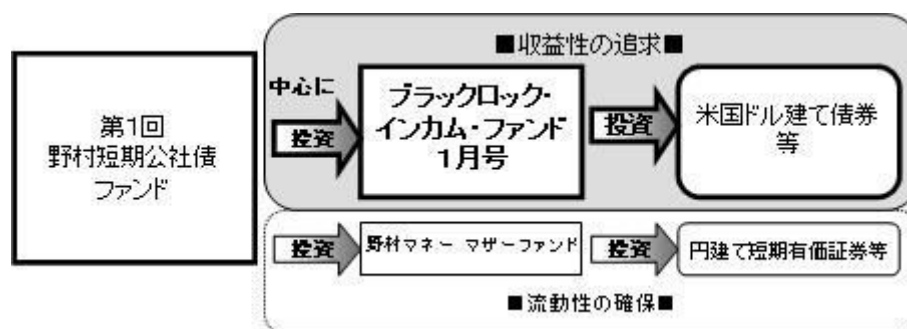 ■収益性の追求■
第1回
野村短期公社債
ファンド
中心に
投資
ブラックロック・
インカム・ファンド
1月号
投資
米国ドル建て債券
等
投資
野村マネー マザーファンド
投資
円建て短期有価証券等
■流動性の確保■